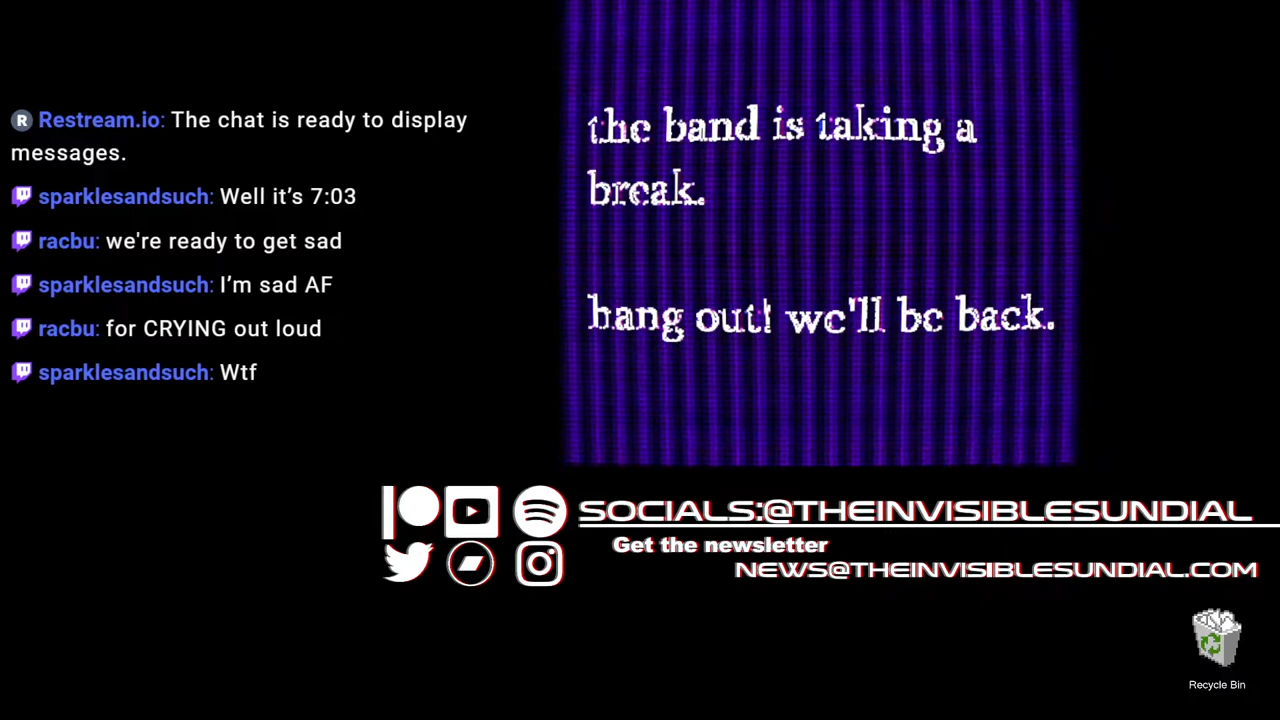 R Restream.io: The chat is ready to display
messages.
sparklesandsuch: Well it’s 7:03
racbu: we're ready to get sad
sparklesandsuch: I’m sad AF
racbu: for CRYING out loud
sparklesandsuch: Wtf
the band is taking a
break.
hang out! we'll be back.
SOCIALS:@THEINVISIBLESUNDIAL
Get the newsletter
NEWS@THEINVISIBLESUNDIAL.COM
Recycle Bin